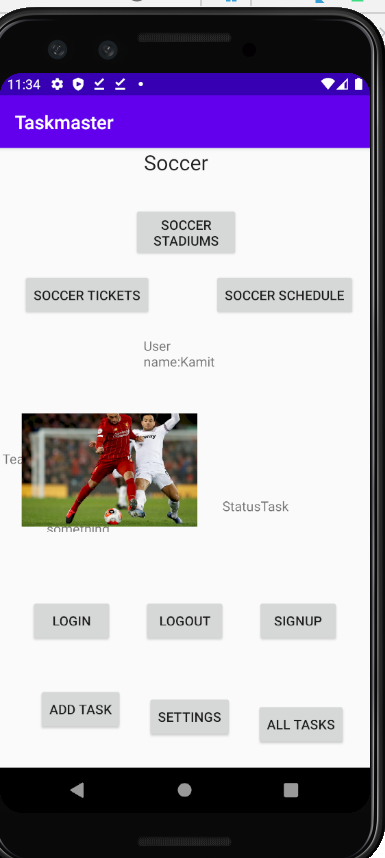 11:34
Taskmaster
Soccer
SOCCER
STADIUMS
SOCCER TICKETS
SOCCER SCHEDULE
User
name:Kamit
Tea
StatusTask
something
LOGIN
LOGOUT
SIGNUP
ADD TASK
SETTINGS
ALL TASKS